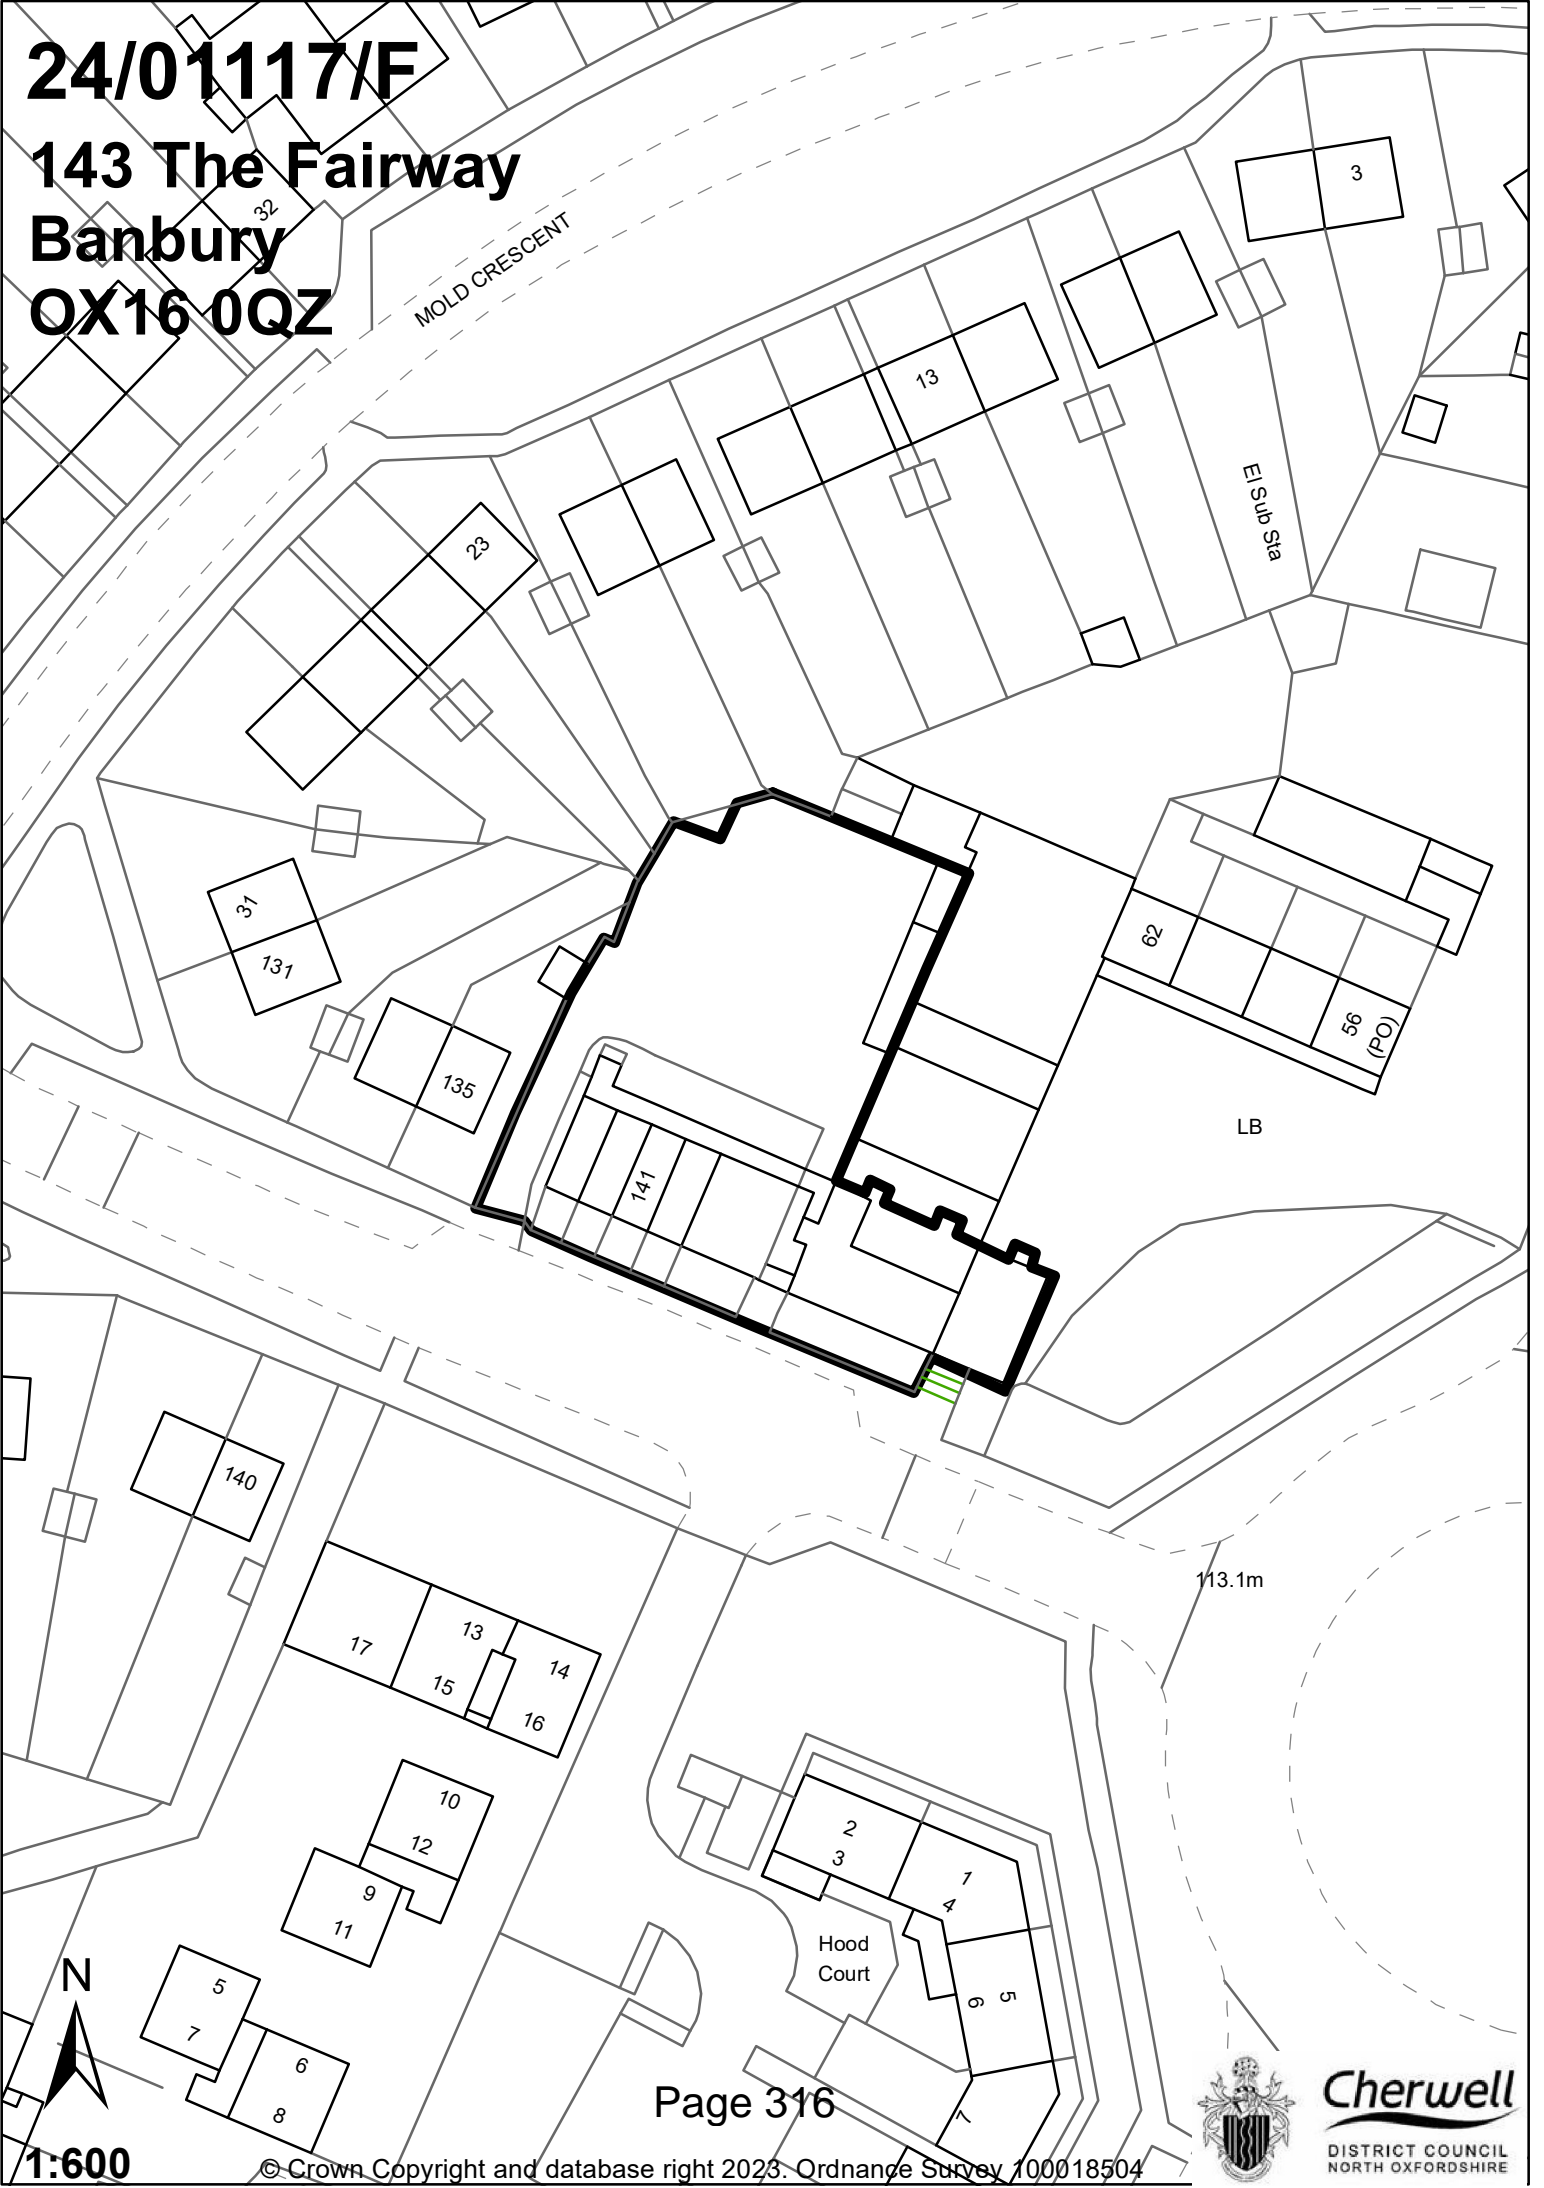 24/01117/F
143 The Fairway
Banbury
OX16 0QZ
32
MOLD CRESCENT
3
13
23
El Sub Sta
31
131
135
62
56
(PO)
LB
141
140
113.1m
17
13
15
14
16
10
12
9
11
2
3
1
4
Hood
Court
5
6
5
7
6
8
7
N
Page 316
1:600
© Crown Copyright and database right 2023. Ordnance Survey 100018504
Cherwell
DISTRICT COUNCIL
NORTH OXFORDSHIRE